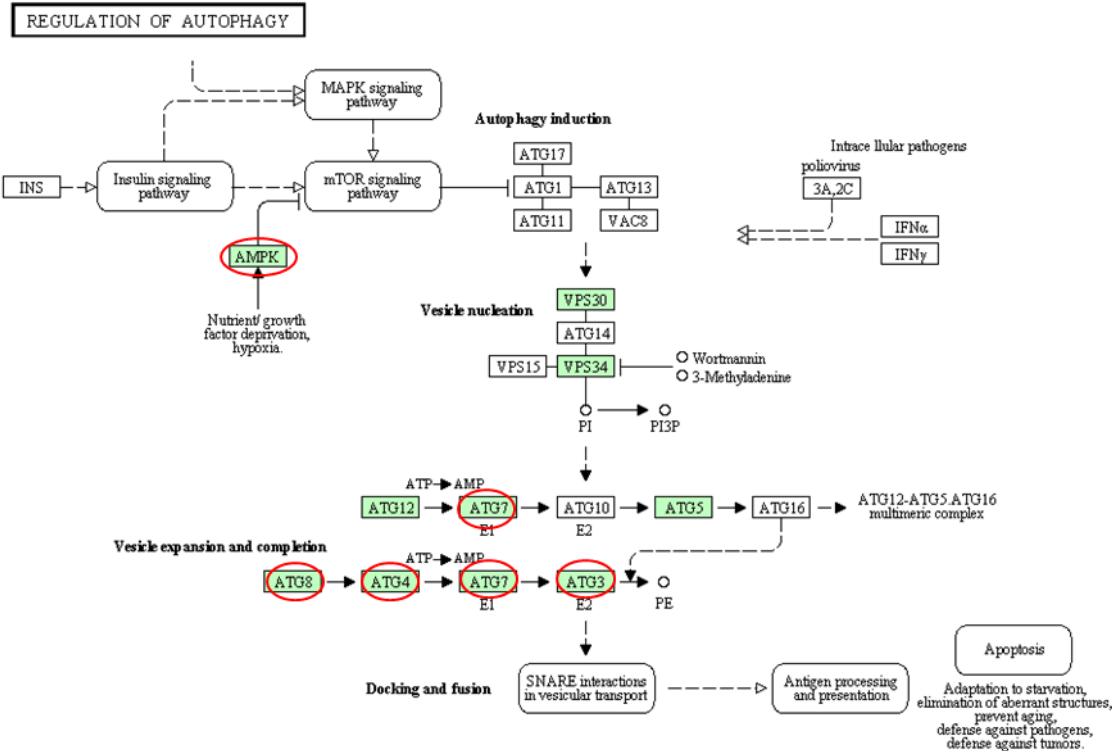 REGULATION OF AUTOPHAGY
MAPK signaling
pathway
Autophagy induction
ATG17
Intrace llular pathogens
poliovirus
INS
Insulin signaling
pathway
mTOR signaling
pathway
ATG1
ATG13
3A,2C
ATG11
VAC8
IFNα
IFNγ
AMPK
Nutrient/ growth
factor deprivation,
hypoxia.
Vesicle nucleation
VPS30
ATG14
VPS15
VPS34
Wortmannin
3-Methyladenine
PI
PI3P
ATP
AMP
ATG12
ATG7
ATG10
ATG5
ATG16
ATG12-ATG5.ATG16
multimeric complex
E1
E2
Vesicle expansion and completion
ATP
AMP
ATG8
ATG4
ATG7
ATG3
E1
E2
PE
Docking and fusion
SNARE interactions
in vesicular transport
Antigen processing
and presentation
Apoptosis
Adaptation to starvation,
elimination of aberrant structures,
prevent aging,
defense against pathogens,
defense against tumors.